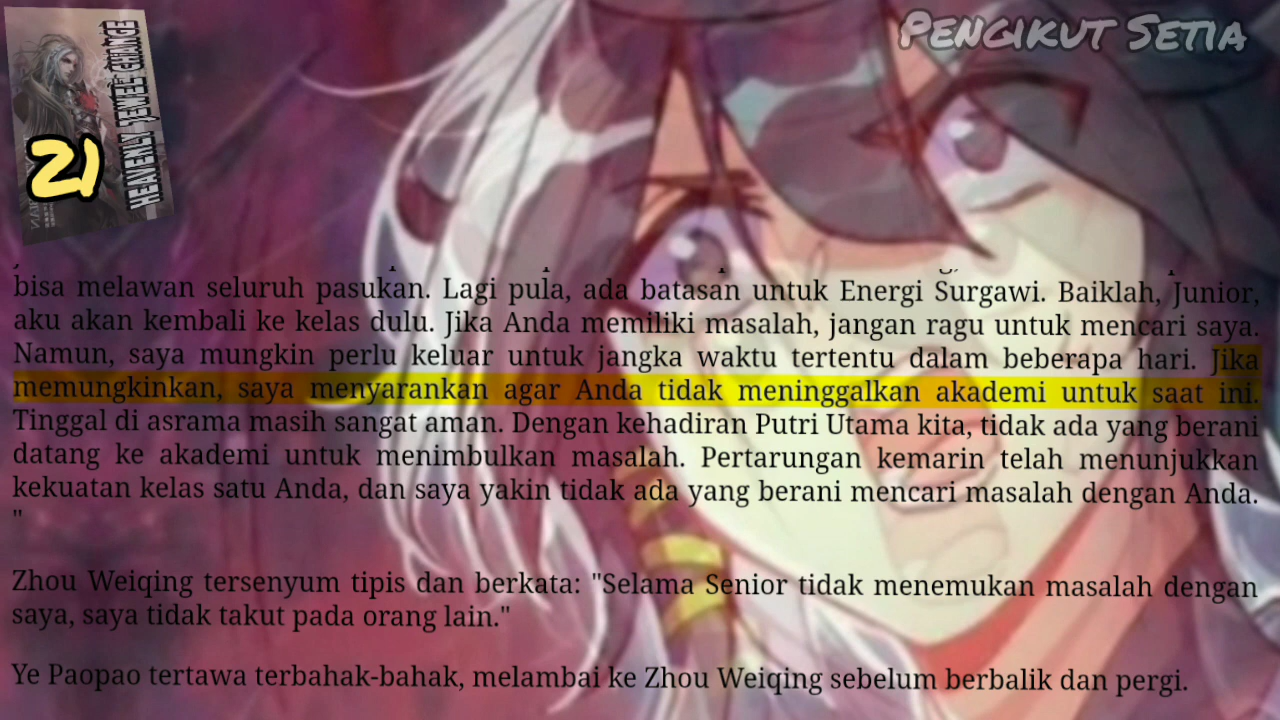 Pengikut Setia
HEAVENLY JEWEL CHANGE
21
bisa melawan seluruh pasukan. Lagi pula, ada batasan untuk Energi Surgawi. Baiklah, Junior,
aku akan kembali ke kelas dulu. Jika Anda memiliki masalah, jangan ragu untuk mencari saya.
Namun, saya mungkin perlu keluar untuk jangka waktu tertentu dalam beberapa hari. Jika
memungkinkan, saya menyarankan agar Anda tidak meninggalkan akademi untuk saat ini.
Tinggal di asrama masih sangat aman. Dengan kehadiran Putri Utama kita, tidak ada yang berani
datang ke akademi untuk menimbulkan masalah. Pertarungan kemarin telah menunjukkan
kekuatan kelas satu Anda, dan saya yakin tidak ada yang berani mencari masalah dengan Anda.
"
Zhou Weiqing tersenyum tipis dan berkata: "Selama Senior tidak menemukan masalah dengan
saya, saya tidak takut pada orang lain."
Ye Paopao tertawa terbahak-bahak, melambai ke Zhou Weiqing sebelum berbalik dan pergi.